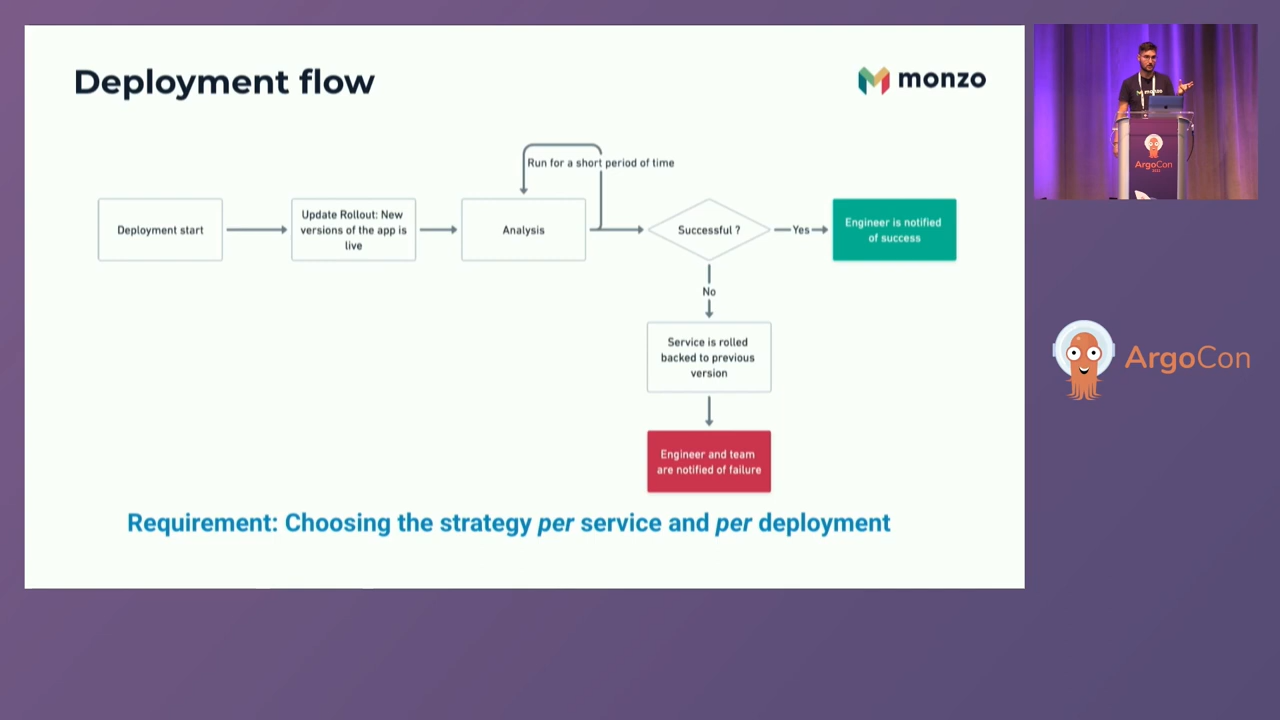 Deployment flow
monzo
Run for a short period of time
Deployment start
Update Rollout: New
versions of the app is
live
Analysis
Successful ?
Yes
Engineer is notified
of success
No
Service is rolled
backed to previous
version
Engineer and team
are notified of failure
Requirement: Choosing the strategy per service and per deployment
monzo
ArgoCon
ArgoCon